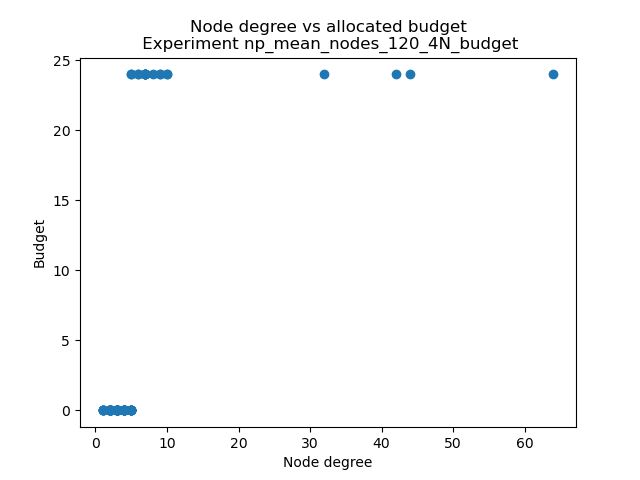 Node degree vs allocated budget
Experiment np_mean_nodes_120_4N_budget
25
20
15
10
5
0
Budget
0 10 20 30 40 50 60
Node degree